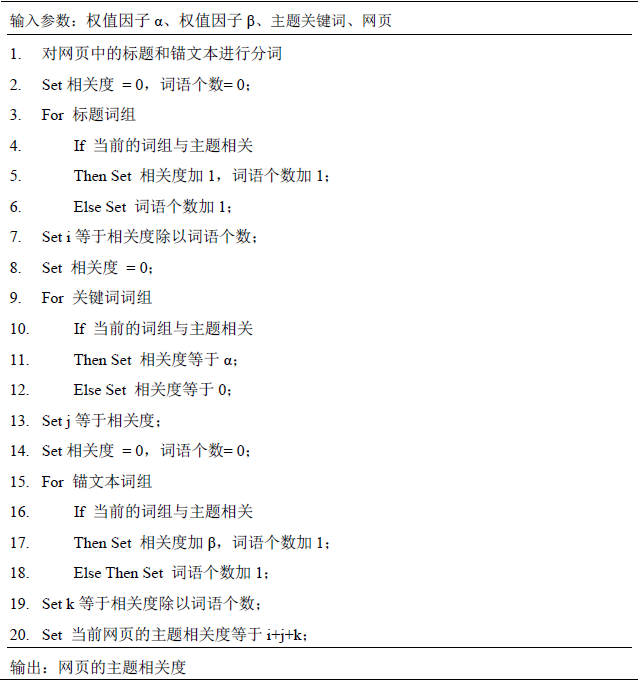 输入参数：权值因子 α、权值因子 β、主题关键词、网页
1. 对网页中的标题和锚文本进行分词
2. Set 相关度 = 0，词语个数= 0；
3. For 标题词组
4. If 当前的词组与主题相关
5. Then Set 相关度加 1，词语个数加 1；
6. Else Set 词语个数加 1；
7. Set i 等于相关度除以词语个数；
8. Set 相关度 = 0；
9. For 关键词词组
10. If 当前的词组与主题相关
11. Then Set 相关度等于 α；
12. Else Set 相关度等于 0；
13. Set j 等于相关度；
14. Set 相关度 = 0，词语个数= 0；
15. For 锚文本词组
16. If 当前的词组与主题相关
17. Then Set 相关度加 β，词语个数加 1；
18. Else Then Set 词语个数加 1；
19. Set k 等于相关度除以词语个数；
20. Set 当前网页的主题相关度等于 i+j+k；
输出：网页的主题相关度